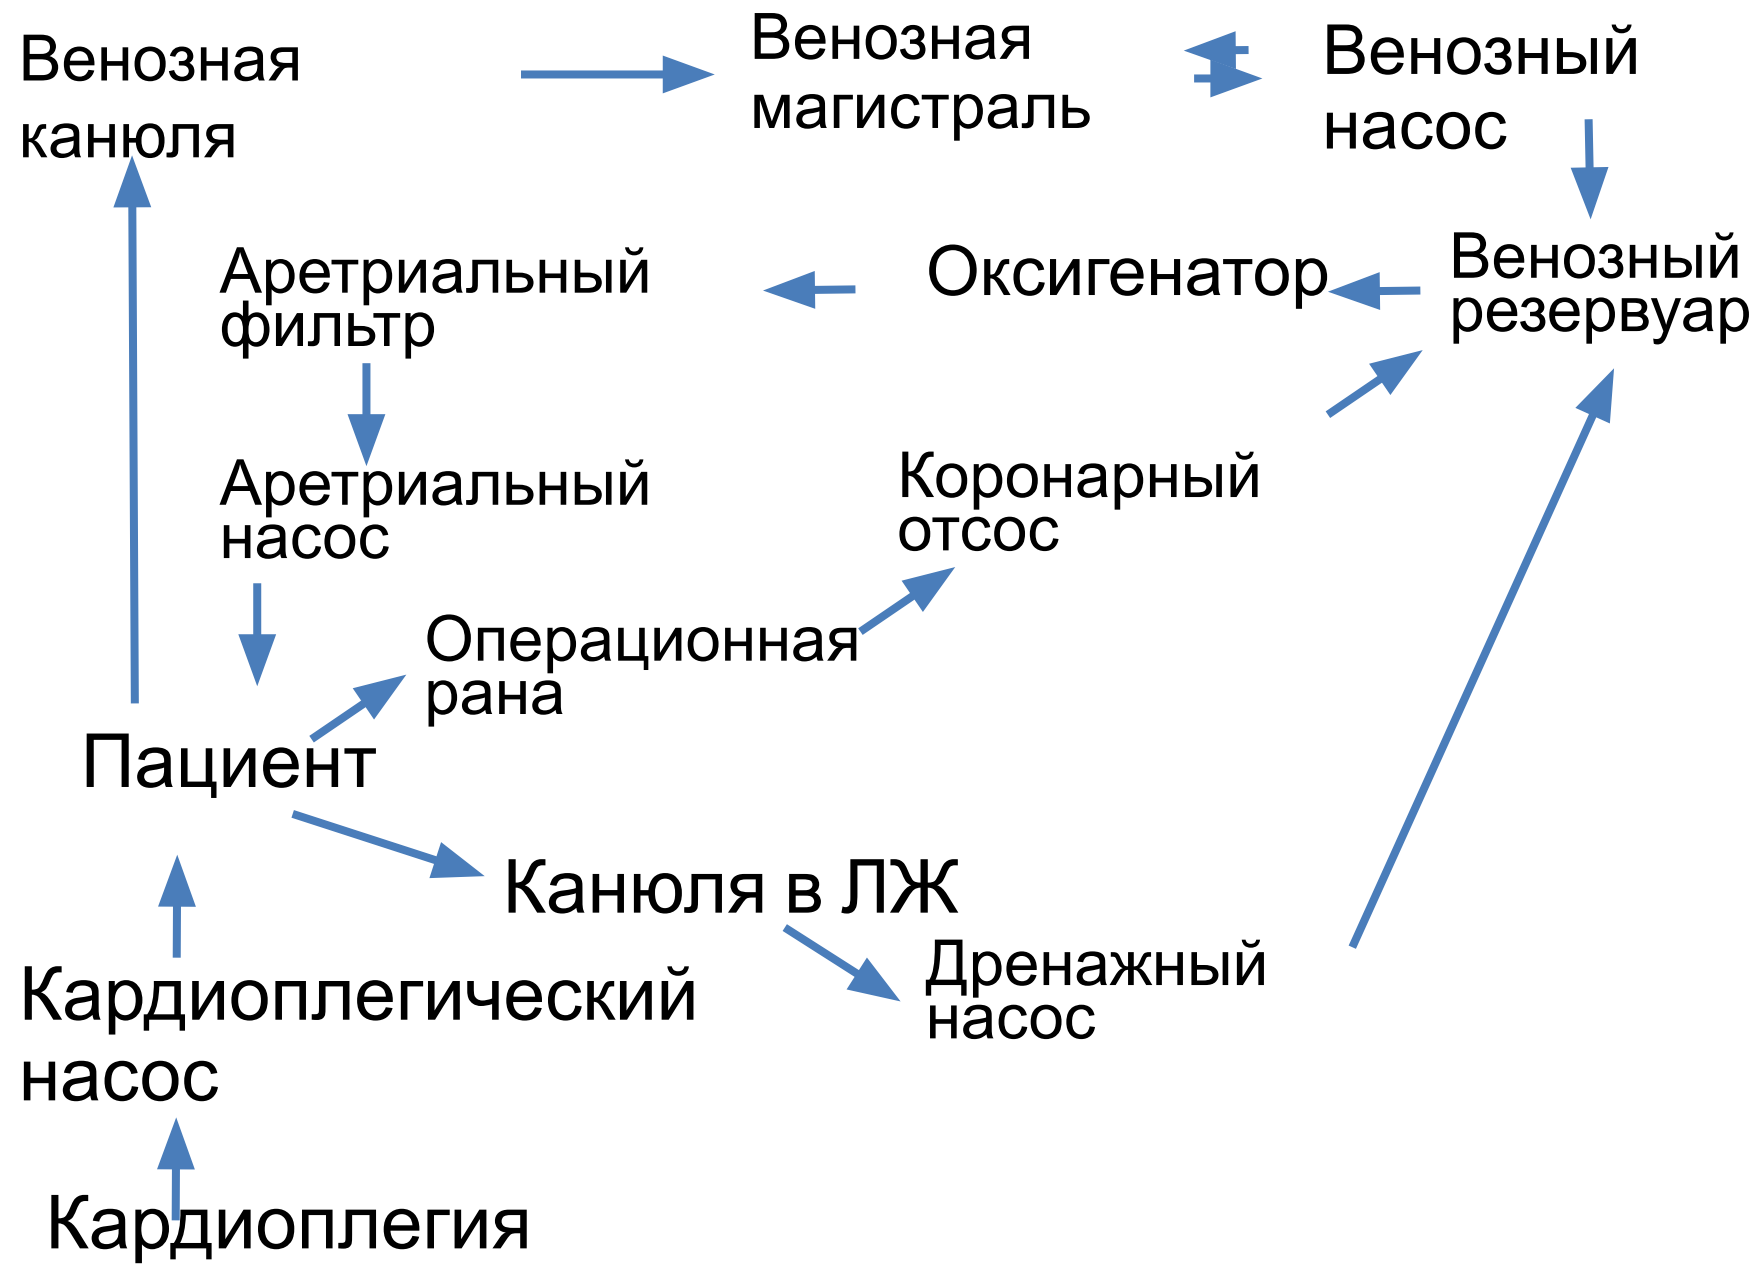 Венозная
канюля
Венозная
магистраль
Венозный
насос
Аретриальный
фильтр
Оксигенатор
Венозный
резервуар
Аретриальный
насос
Коронарный
отсос
Операционная
рана
Пациент
Канюля в ЛЖ
Дренажный
насос
Кардиоплегический
насос
Кардиоплегия